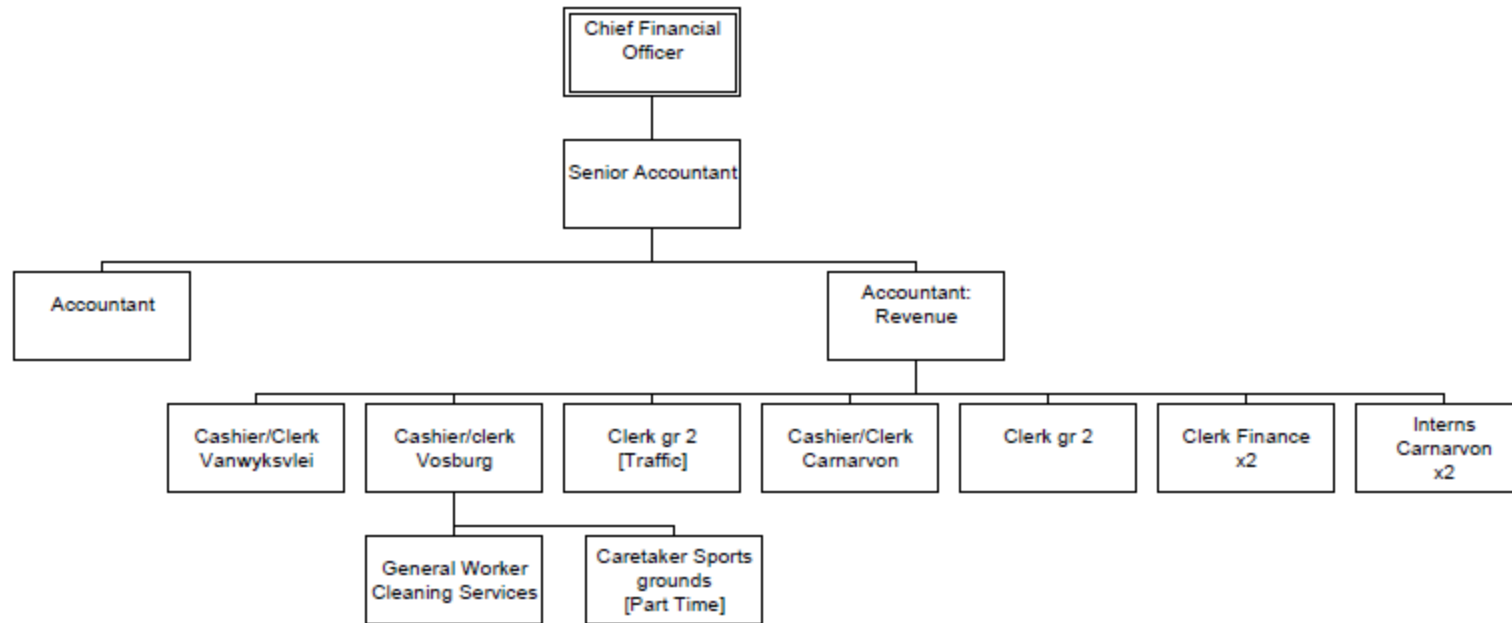 Chief Financial
Officer
Senior Accountant
Accountant
Accountant:
Revenue
Cashier/Clerk
Vanwyksvlei
Cashier/clerk
Vosburg
Clerk gr 2
[Traffic]
Cashier/Clerk
Carnarvon
Clerk gr 2
Clerk Finance
x2
Interns
Carnarvon
x2
General Worker
Cleaning Services
Caretaker Sports
grounds
[Part Time]